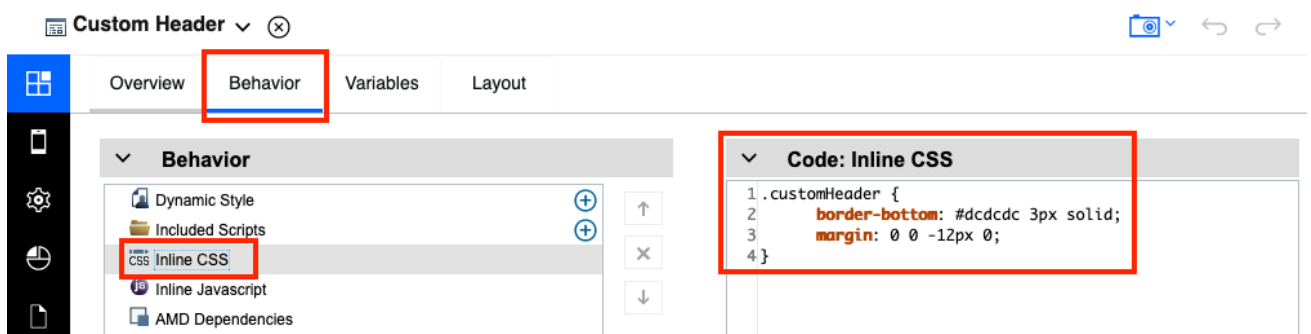 Custom Header
Overview Behavior Variables Layout
Behavior
Dynamic Style
Included Scripts
css Inline CSS
js Inline Javascript
AMD Dependencies
Code: Inline CSS
1 .customHeader {
2 border-bottom: #dcdcdc 3px solid;
3 margin: 0 0 -12px 0;
4 }